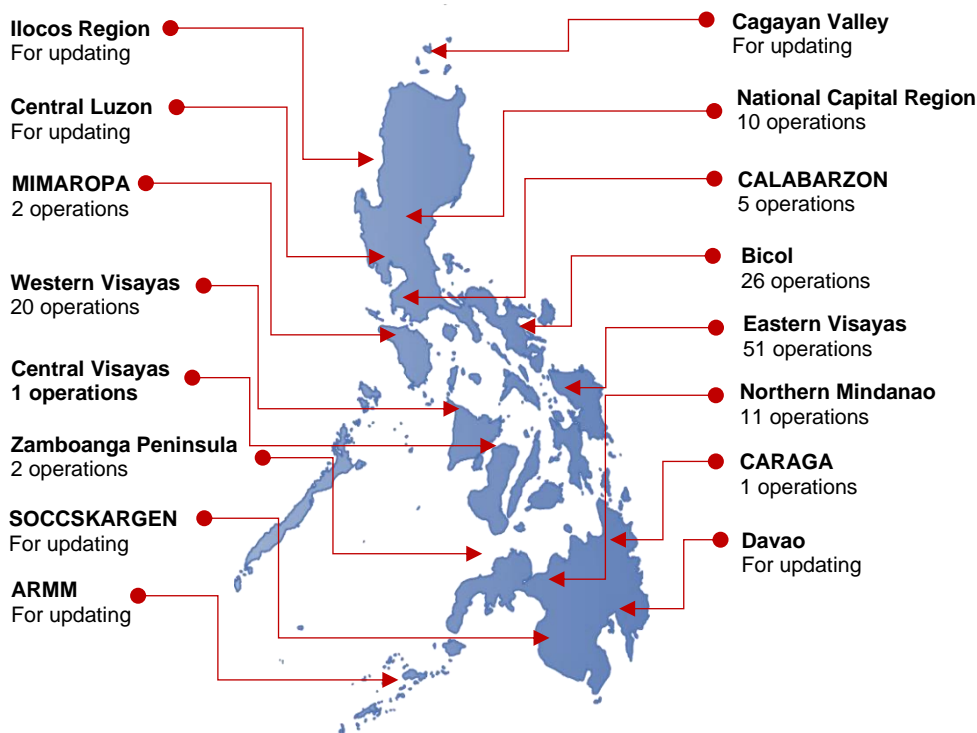 Ilocos Region
For updating
Central Luzon
For updating
MIMAROPA
2 operations
Western Visayas
20 operations
Central Visayas
1 operations
Zamboanga Peninsula
2 operations
SOCCSKARGEN
For updating
ARMM
For updating
Cagayan Valley
For updating
National Capital Region
10 operations
CALABARZON
5 operations
Bicol
26 operations
Eastern Visayas
51 operations
Northern Mindanao
11 operations
CARAGA
1 operations
Davao
For updating